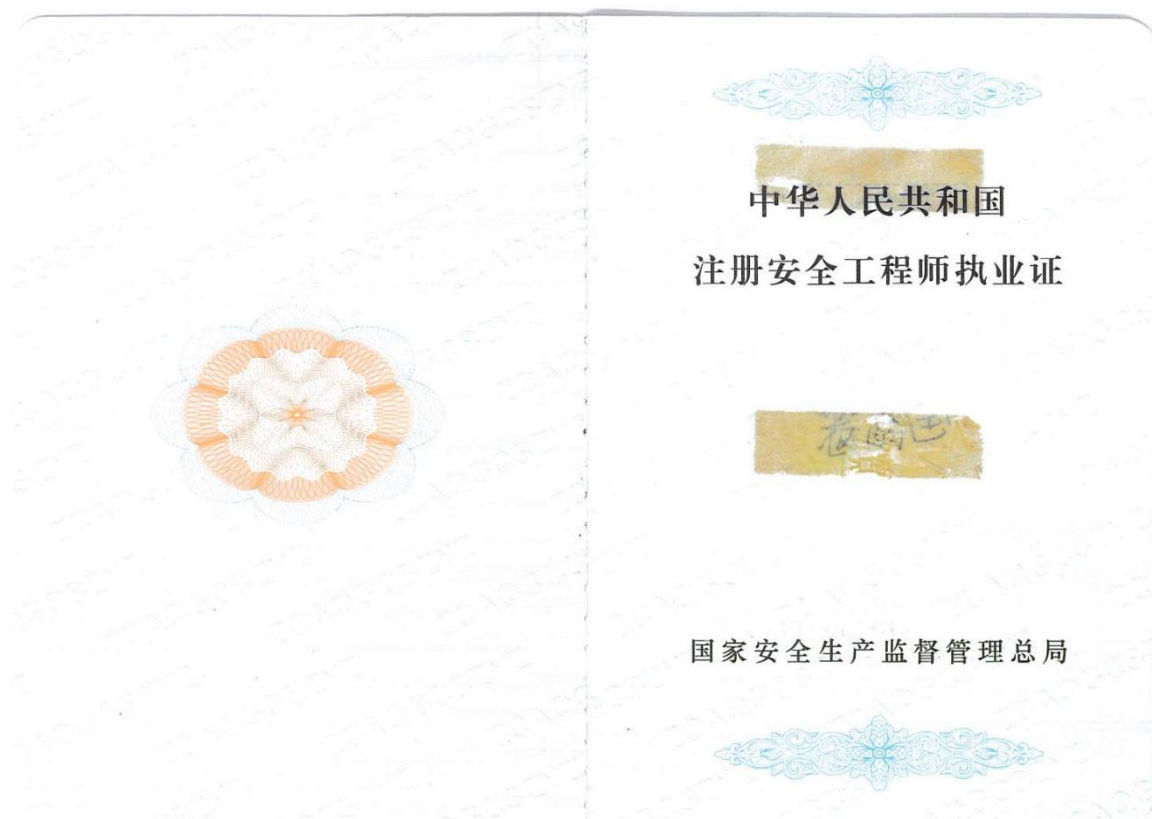 中华人民共和国
注册安全工程师执业证
国家安全生产监督管理总局